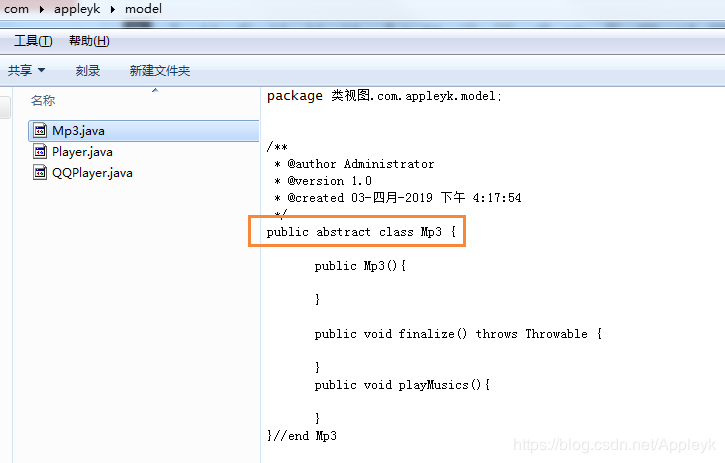 com ▸ appleyk ▸ model
工具(T) 帮助(H)
共享 刻录 新建文件夹
名称
Mp3.java
Player.java
QQPlayer.java
package 类视图.com.appleyk.model;
/**
 * @author Administrator
 * @version 1.0
 * @created 03-四月-2019 下午 4:17:54
 */
public abstract class Mp3 {
public Mp3(){
}
public void finalize() throws Throwable {
}
public void playMusics(){
}
}//end Mp3
https://blog.csdn.net/Appleyk